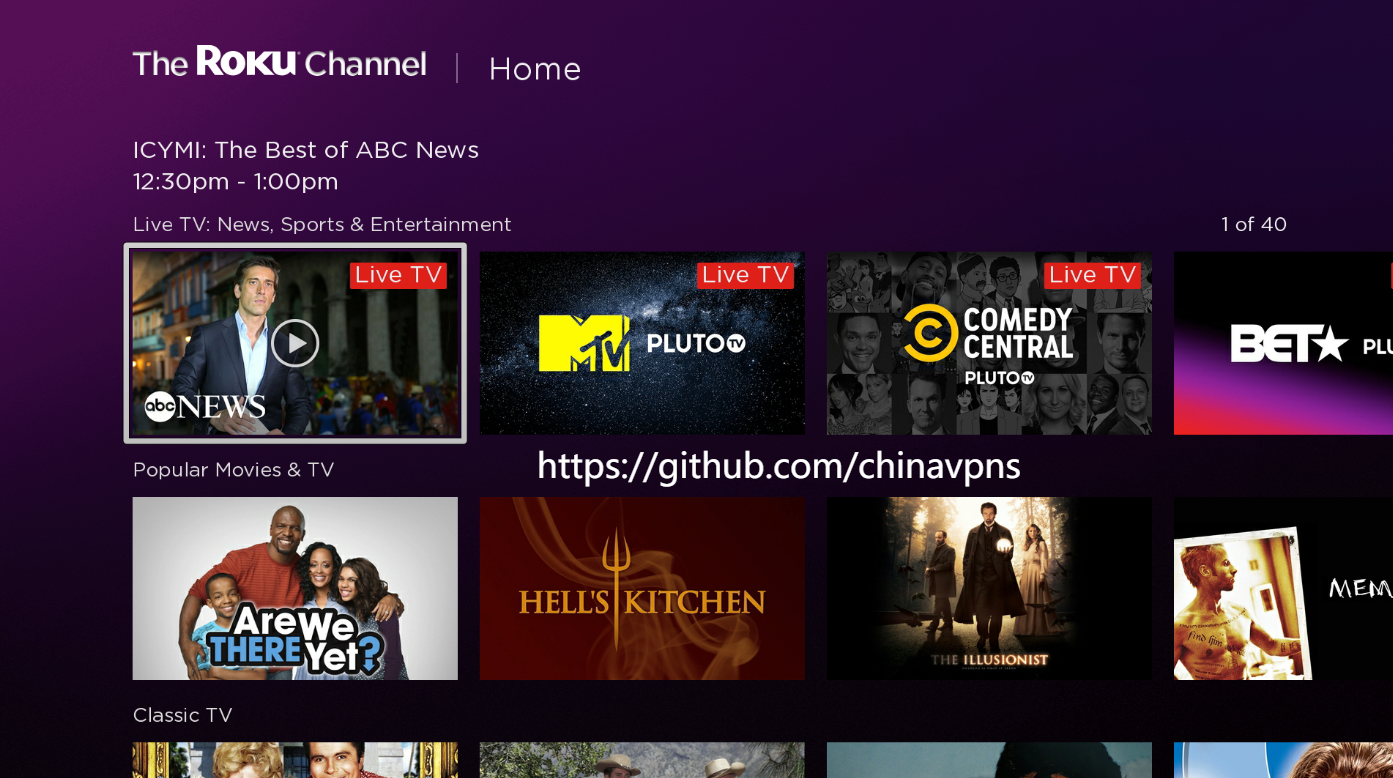 The Roku Channel | Home
ICYMI: The Best of ABC News
12:30pm - 1:00pm
Live TV: News, Sports & Entertainment
1 of 40
Live TV
abc NEWS
Live TV
MTV PLUTO TV
Live TV
COMEDY
CENTRAL
PLUTO TV
BET
Popular Movies & TV
https://github.com/chinavpns
Are We
THERE Yet?
HELL'S KITCHEN
THE ILLUSIONIST
find him
Classic TV